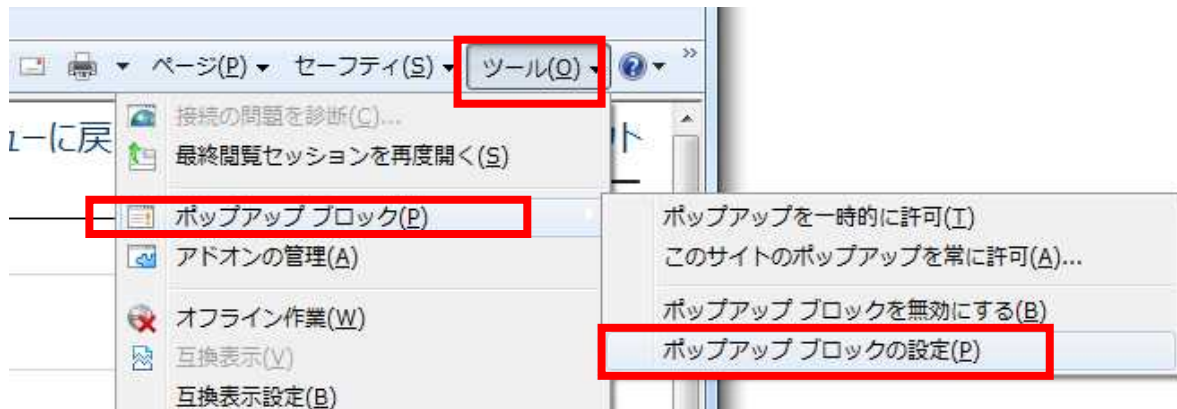 ページ(P) セーフティ(S) ツール(O)
接続の問題を診断(C)...
ューに戻
ト
最終閲覧セッションを再度開く(S)
ポップアップ ブロック(P)
ポップアップを一時的に許可(T)
アドオンの管理(A)
このサイトのポップアップを常に許可(A)...
オフライン作業(W)
ポップアップ ブロックを無効にする(B)
互換表示(V)
ポップアップ ブロックの設定(P)
互換表示設定(B)